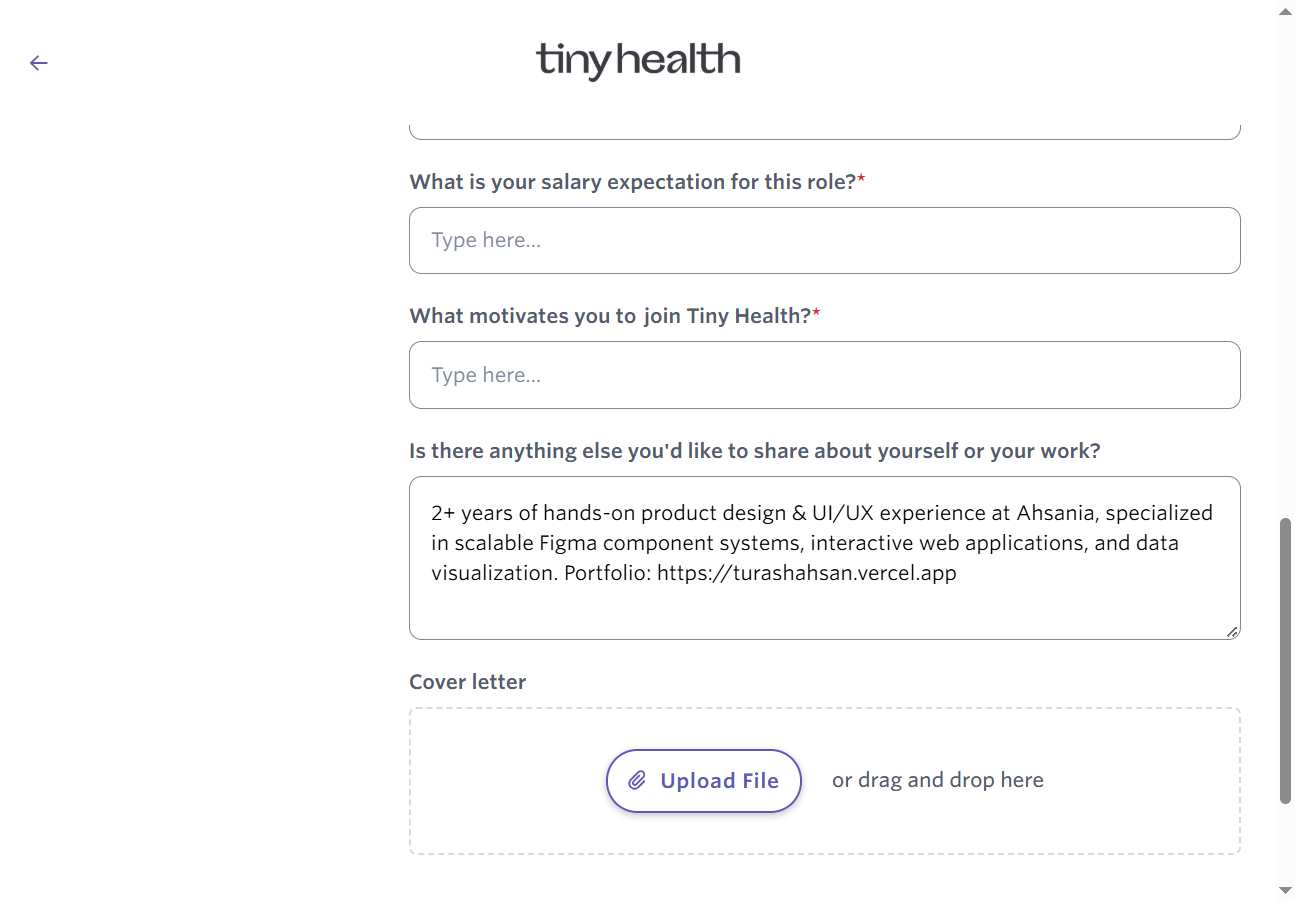 tiny health
What is your salary expectation for this role?*
Type here...
What motivates you to join Tiny Health?*
Type here...
Is there anything else you'd like to share about yourself or your work?
2+ years of hands-on product design & UI/UX experience at Ahsania, specialized
in scalable Figma component systems, interactive web applications, and data
visualization. Portfolio: https://turashahsan.vercel.app
Cover letter
Upload File
or drag and drop here